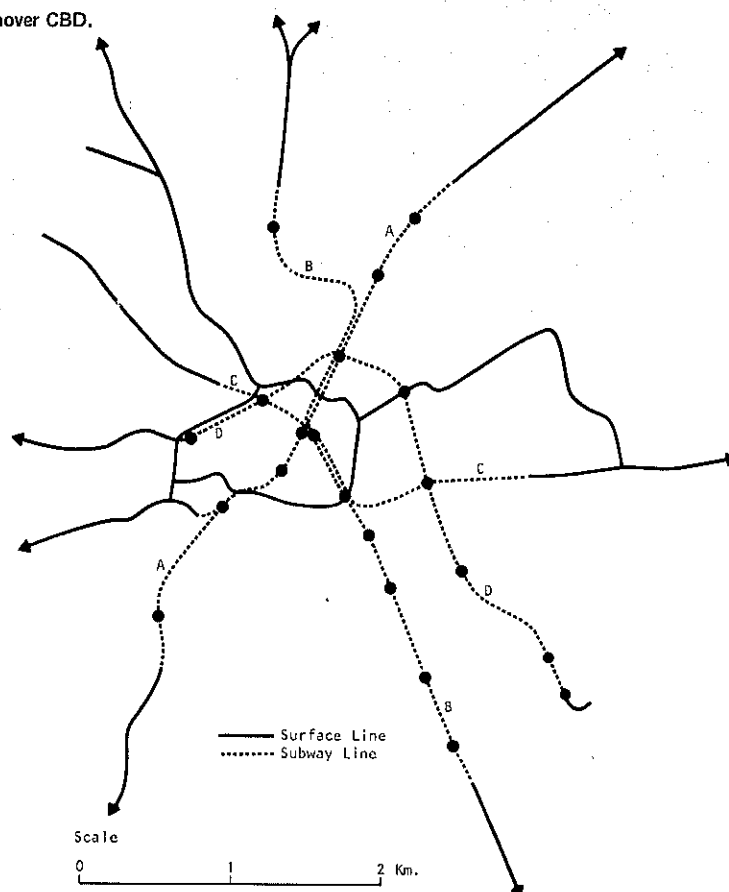 nover CBD.
A
B
C
D
C
A
D
B
Surface Line
Subway Line
Scale
0 1 2 Km.